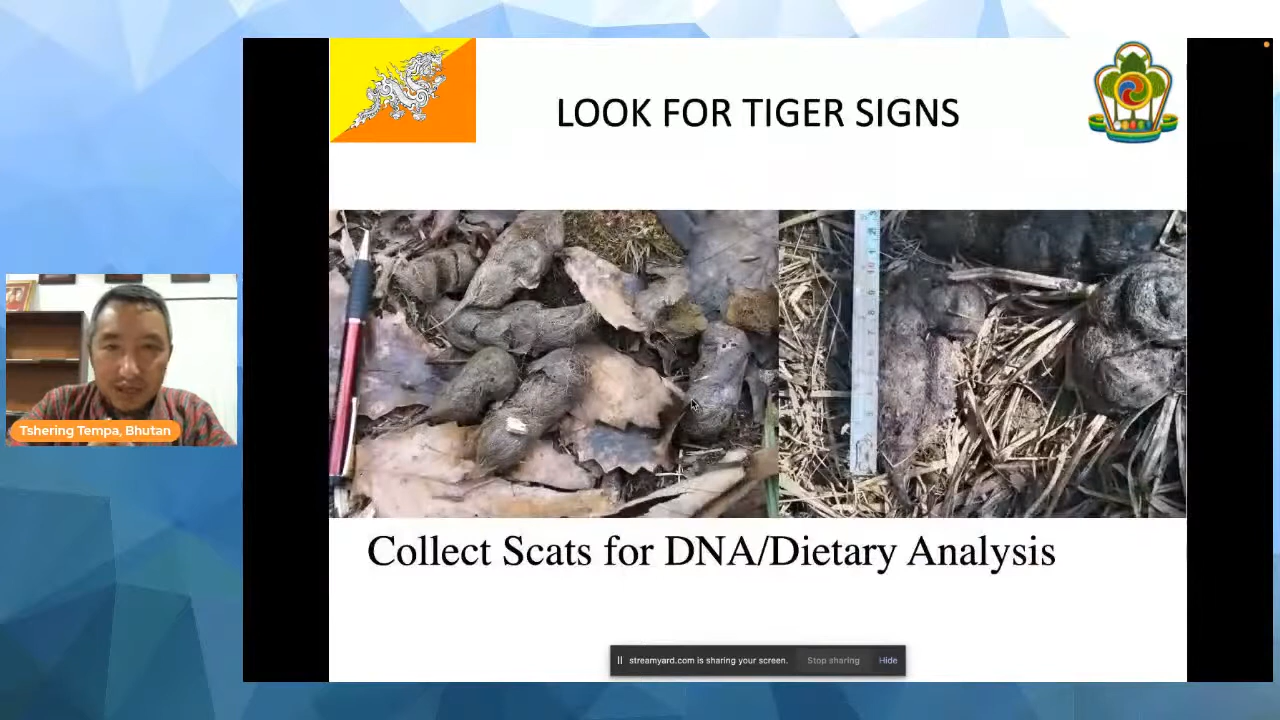 LOOK FOR TIGER SIGNS
Tshering Tempa, Bhutan
Collect Scats for DNA/Dietary Analysis
streamyard.com is sharing your screen. Stop sharing Hide